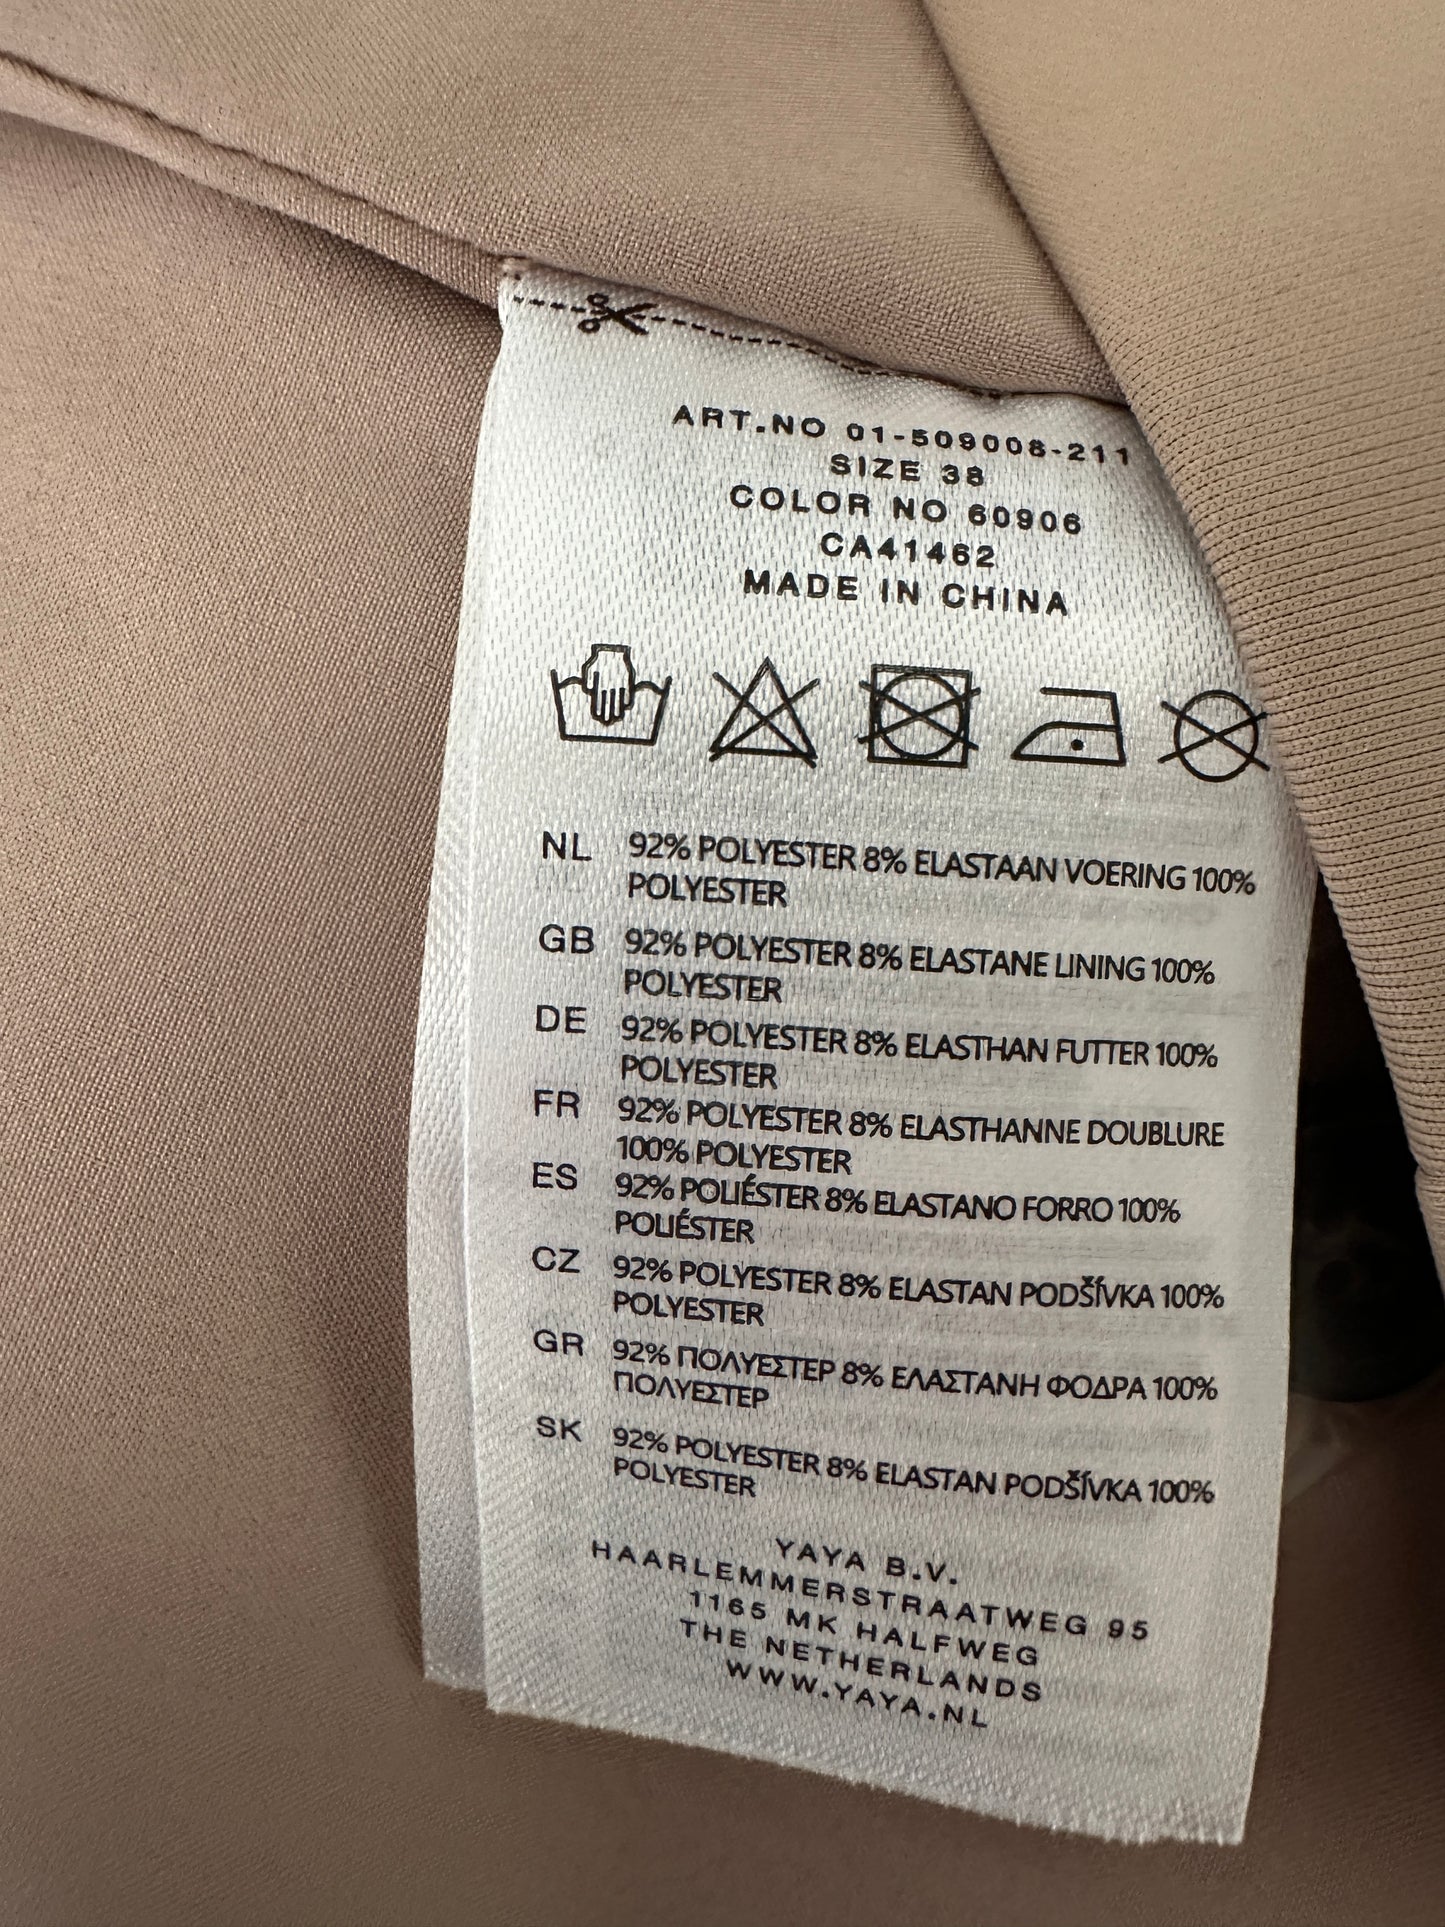 ART.NO 01-509008-211
SIZE 38
COLOR NO 60906
CA41462
MADE IN CHINA
NL 92% POLYESTER 8% ELASTAAN VOERING 100%
POLYESTER
GB 92% POLYESTER 8% ELASTANE LINING 100%
POLYESTER
DE 92% POLYESTER 8% ELASTHAN FUTTER 100%
POLYESTER
FR 92% POLYESTER 8% ELASTHANNE DOUBLURE
100% POLYESTER
ES 92% POLIÉSTER 8% ELASTANO FORRO 100%
POLIÉSTER
CZ 92% POLYESTER 8% ELASTAN PODŠÍVKA 100%
POLYESTER
GR 92% ΠΟΛΥΕΣΤΕΡ 8% ΕΛΑΣΤΑΝΗ ΦΟΔΡΑ 100%
ΠΟΛΥΕΣΤΕΡ
SK 92% POLYESTER 8% ELASTAN PODŠÍVKA 100%
POLYESTER
YAYA B.V.
HAARLEMMERSTRAATWEG 95
1165 MK HALFWEG
THE NETHERLANDS
WWW.YAYA.NL